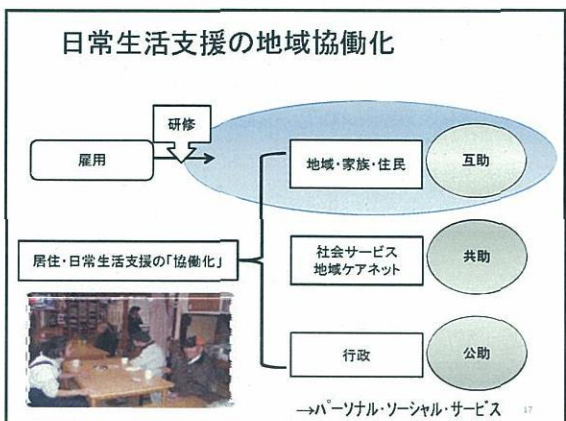 日常生活支援の地域協働化
研修
雇用
地域・家族・住民
互助
居住・日常生活支援の「協働化」
社会サービス
地域ケアネット
共助
行政
公助
→パーソナル・ソーシャル・サービス
17